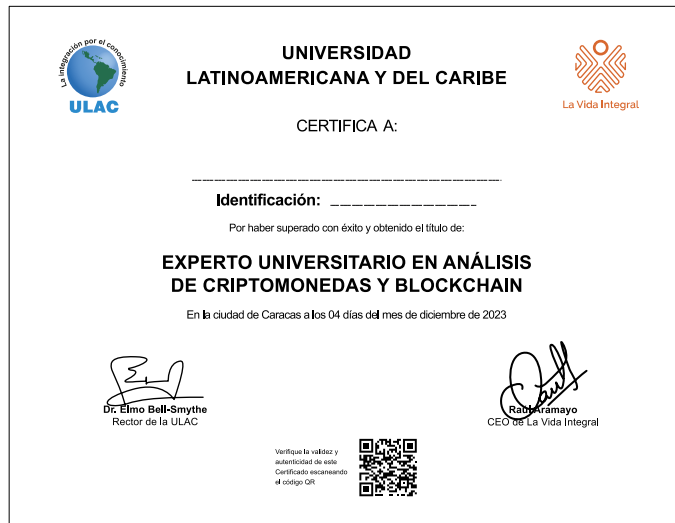 La integración por el conocimiento
ULAC
UNIVERSIDAD
LATINOAMERICANA Y DEL CARIBE
La Vida Integral
CERTIFICA A:
Identificación:
Por haber superado con éxito y obtenido el título de:
EXPERTO UNIVERSITARIO EN ANÁLISIS
DE CRIPTOMONEDAS Y BLOCKCHAIN
En la ciudad de Caracas a los 04 días del mes de diciembre de 2023
Dr. Elmo Bell-Smythe
Rector de la ULAC
Raúl Aramayo
CEO de La Vida Integral
Verifique la validez y
autenticidad de este
Certificado escaneando
el código QR